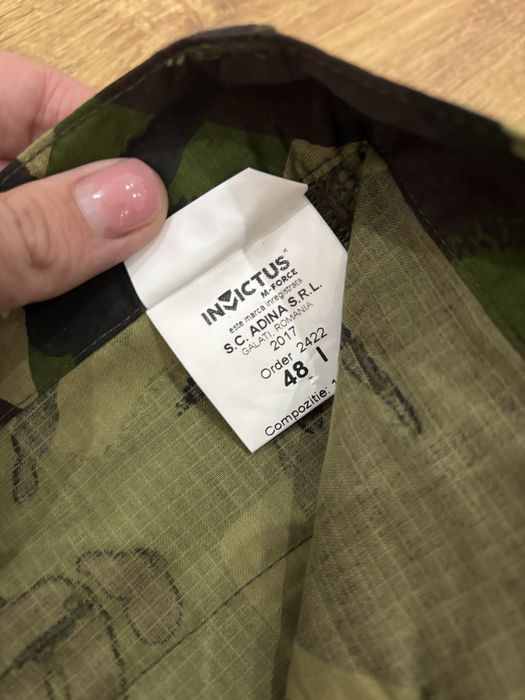 INVICTUS
M-FORCE
este marca inregistrata
S.C. ADINA S.R.L.
GALATI, ROMANIA
2017
Order 2422
48 I
Compozitie: